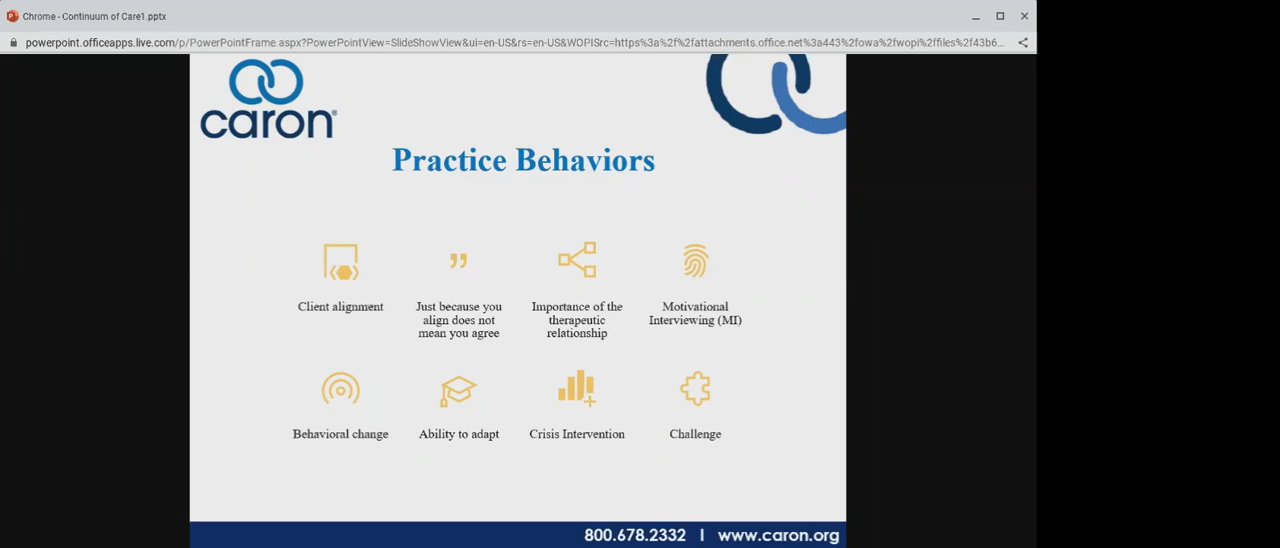 Chrome - Continuum of Care1.pptx
powerpoint.officeapps.live.com/p/PowerPointFrame.aspx?PowerPointView=SlideShowView&ui=en-US&rs=en-US&WOPISrc=https%3a%2f%2fattachments.office.net%3a443%2fowa%2fwopi%2ffiles%2f43b6...
caron®
Practice Behaviors
Client alignment
Just because you
align does not
mean you agree
Importance of the
therapeutic
relationship
Motivational
Interviewing (MI)
Behavioral change
Ability to adapt
Crisis Intervention
Challenge
800.678.2332 | www.caron.org